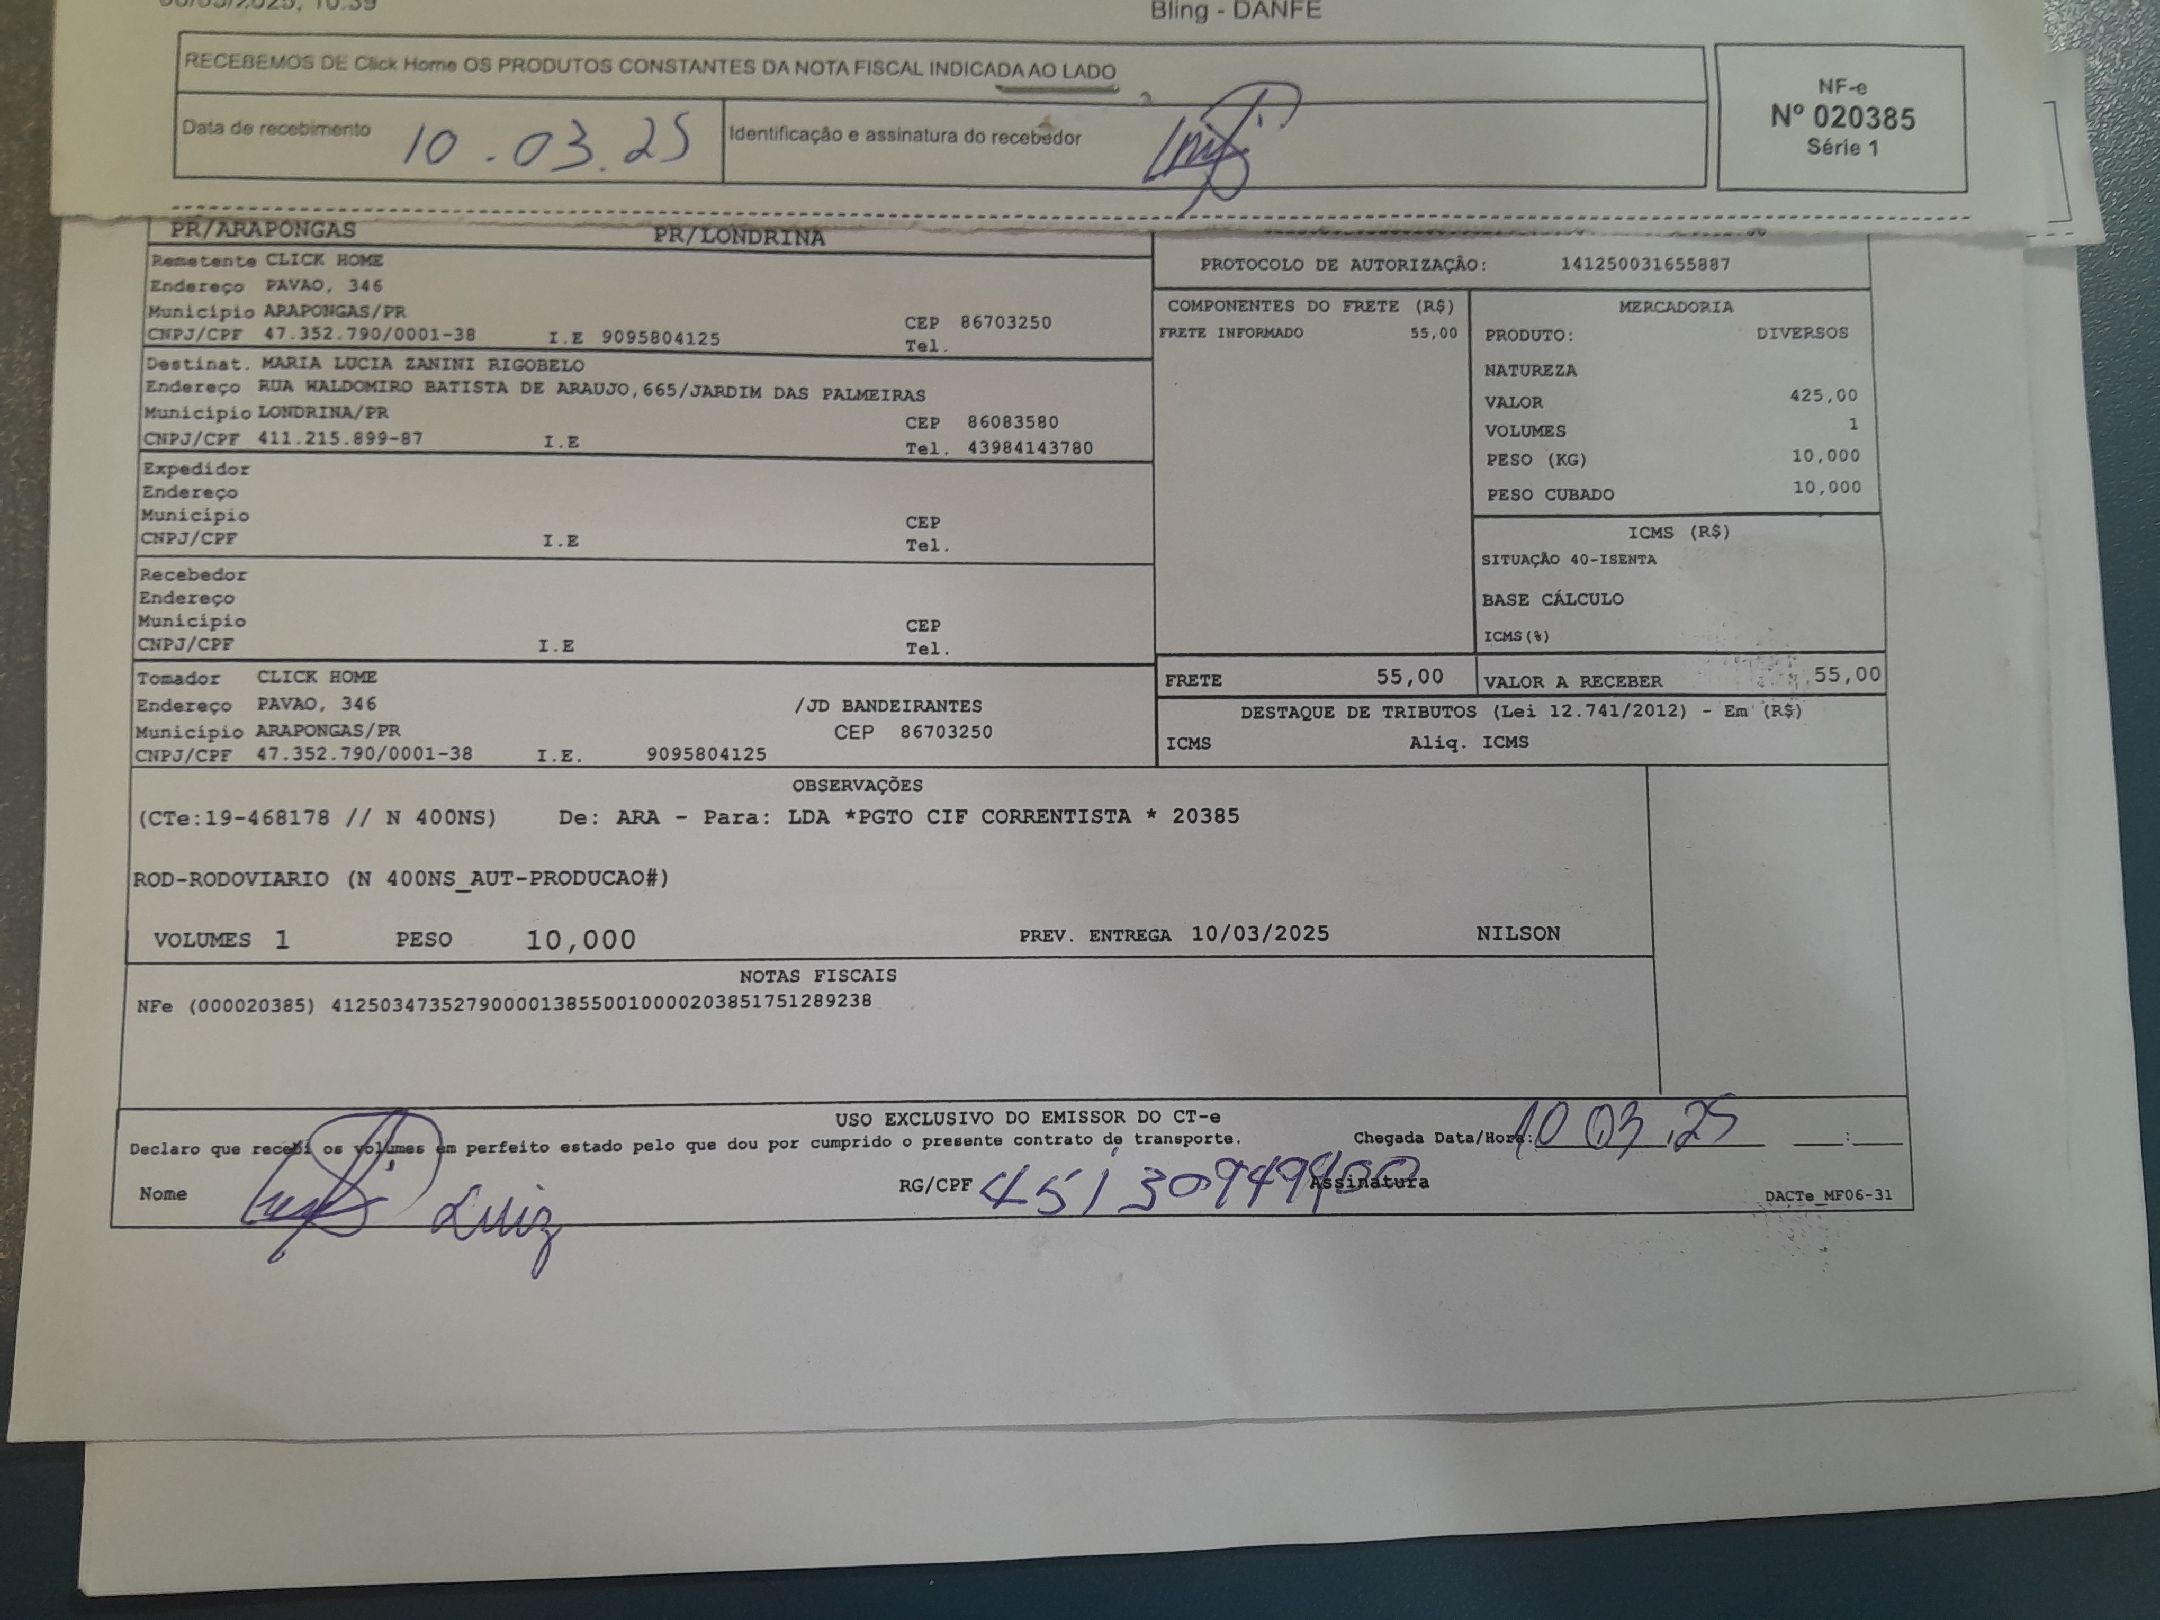 Bling - DANFE
RECEBEMOS DE Click Home OS PRODUTOS CONSTANTES DA NOTA FISCAL INDICADA AO LADO
Data de recebimento 10.03.25 Identificação e assinatura do recebedor
NF-e
Nº 020385
Série 1
PR/ARAPONGAS PR/LONDRINA
Remetente CLICK HOME
Endereço PAVAO, 346
Município ARAPONGAS/PR CEP 86703250
CNPJ/CPF 47.352.790/0001-38 I.E 9095804125 Tel.
Destinat. MARIA LUCIA ZANINI RIGOBELO
Endereço RUA WALDOMIRO BATISTA DE ARAUJO,665/JARDIM DAS PALMEIRAS
Município LONDRINA/PR CEP 86083580
CNPJ/CPF 411.215.899-87 I.E Tel. 43984143780
Expedidor
Endereço
Município CEP
CNPJ/CPF I.E Tel.
Recebedor
Endereço
Município CEP
CNPJ/CPF I.E Tel.
Tomador CLICK HOME
Endereço PAVAO, 346 /JD BANDEIRANTES
Município ARAPONGAS/PR CEP 86703250
CNPJ/CPF 47.352.790/0001-38 I.E. 9095804125
PROTOCOLO DE AUTORIZAÇÃO: 141250031655887
COMPONENTES DO FRETE (R$)
FRETE INFORMADO 55,00
MERCADORIA
PRODUTO: DIVERSOS
NATUREZA
VALOR 425,00
VOLUMES 1
PESO (KG) 10,000
PESO CUBADO 10,000
ICMS (R$)
SITUAÇÃO 40-ISENTA
BASE CÁLCULO
ICMS(%)
FRETE 55,00 VALOR A RECEBER 55,00
DESTAQUE DE TRIBUTOS (Lei 12.741/2012) - Em (R$)
ICMS Aliq. ICMS
OBSERVAÇÕES
(CTe:19-468178 // N 400NS) De: ARA - Para: LDA *PGTO CIF CORRENTISTA * 20385
ROD-RODOVIARIO (N 400NS_AUT-PRODUCAO#)
VOLUMES 1 PESO 10,000 PREV. ENTREGA 10/03/2025 NILSON
NOTAS FISCAIS
NFe (000020385) 41250347352790000138550010000203851751289238
USO EXCLUSIVO DO EMISSOR DO CT-e
Declaro que recebi os volumes em perfeito estado pelo que dou por cumprido o presente contrato de transporte. Chegada Data/Hora: 10 03.25 __:__
Nome Luiz RG/CPF 45130949900 Assinatura
DACTe_MF06-31